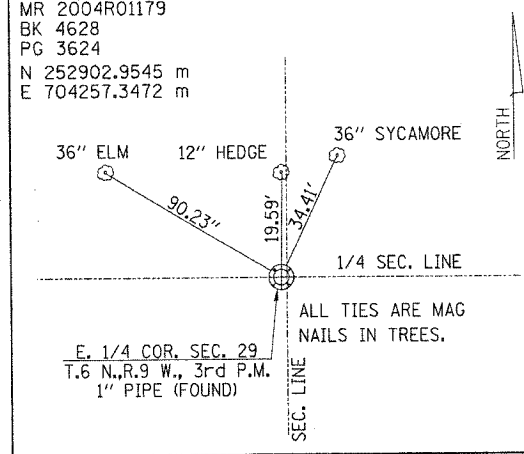 MR 2004R01179
BK 4628
PG 3624
N 252902.9545 m
E 704257.3472 m
NORTH
36" SYCAMORE
36" ELM
12" HEDGE
90.23"
19.59'
34.41'
1/4 SEC. LINE
ALL TIES ARE MAG
NAILS IN TREES.
E. 1/4 COR. SEC. 29
T.6 N.,R.9 W., 3rd P.M.
1" PIPE (FOUND)
SEC. LINE